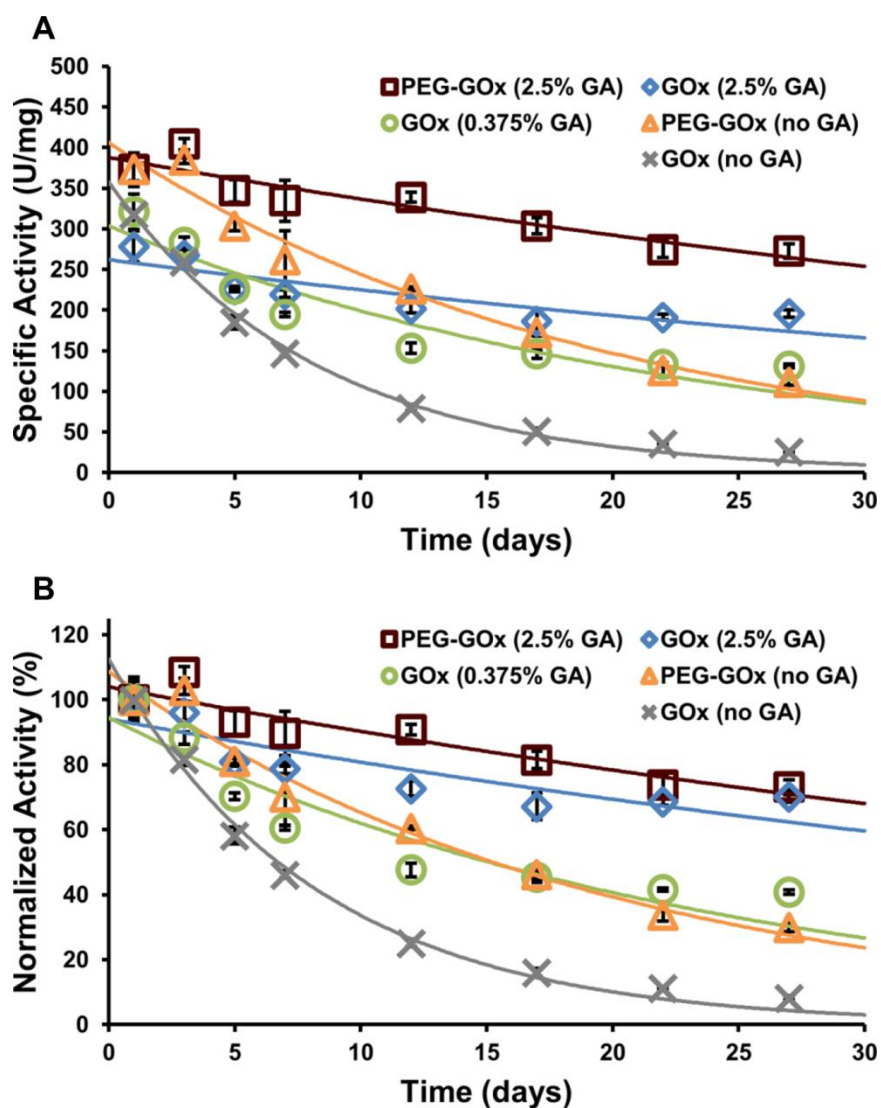 A
Specific Activity (U/mg)
500
450
400
350
300
250
200
150
100
50
0
PEG-GOx (2.5% GA) GOx (2.5% GA)
GOx (0.375% GA) PEG-GOx (no GA)
GOx (no GA)
0 5 10 15 20 25 30
Time (days)
B
Normalized Activity (%)
120
100
80
60
40
20
0
PEG-GOx (2.5% GA) GOx (2.5% GA)
GOx (0.375% GA) PEG-GOx (no GA)
GOx (no GA)
0 5 10 15 20 25 30
Time (days)